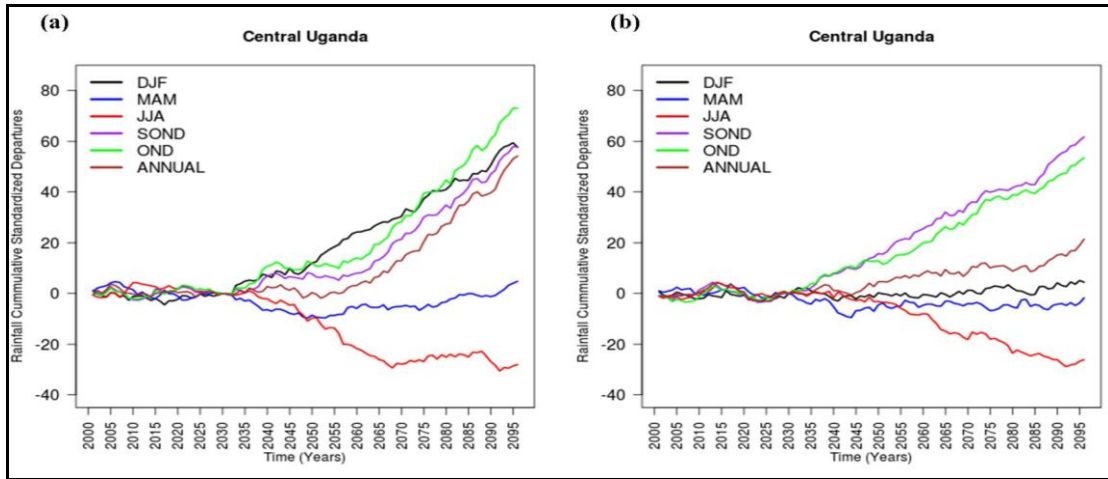 (a)
Central Uganda
Rainfall Cummulative Standardized Departures
80
60
40
20
0
-20
-40
DJF
MAM
JJA
SOND
OND
ANNUAL
2000
2005
2010
2015
2020
2025
2030
2035
2040
2045
2050
2055
2060
2065
2070
2075
2080
2085
2090
2095
Time (Years)
(b)
Central Uganda
Rainfall Cummulative Standardized Departures
80
60
40
20
0
-20
-40
DJF
MAM
JJA
SOND
OND
ANNUAL
2000
2005
2010
2015
2020
2025
2030
2035
2040
2045
2050
2055
2060
2065
2070
2075
2080
2085
2090
2095
Time (Years)